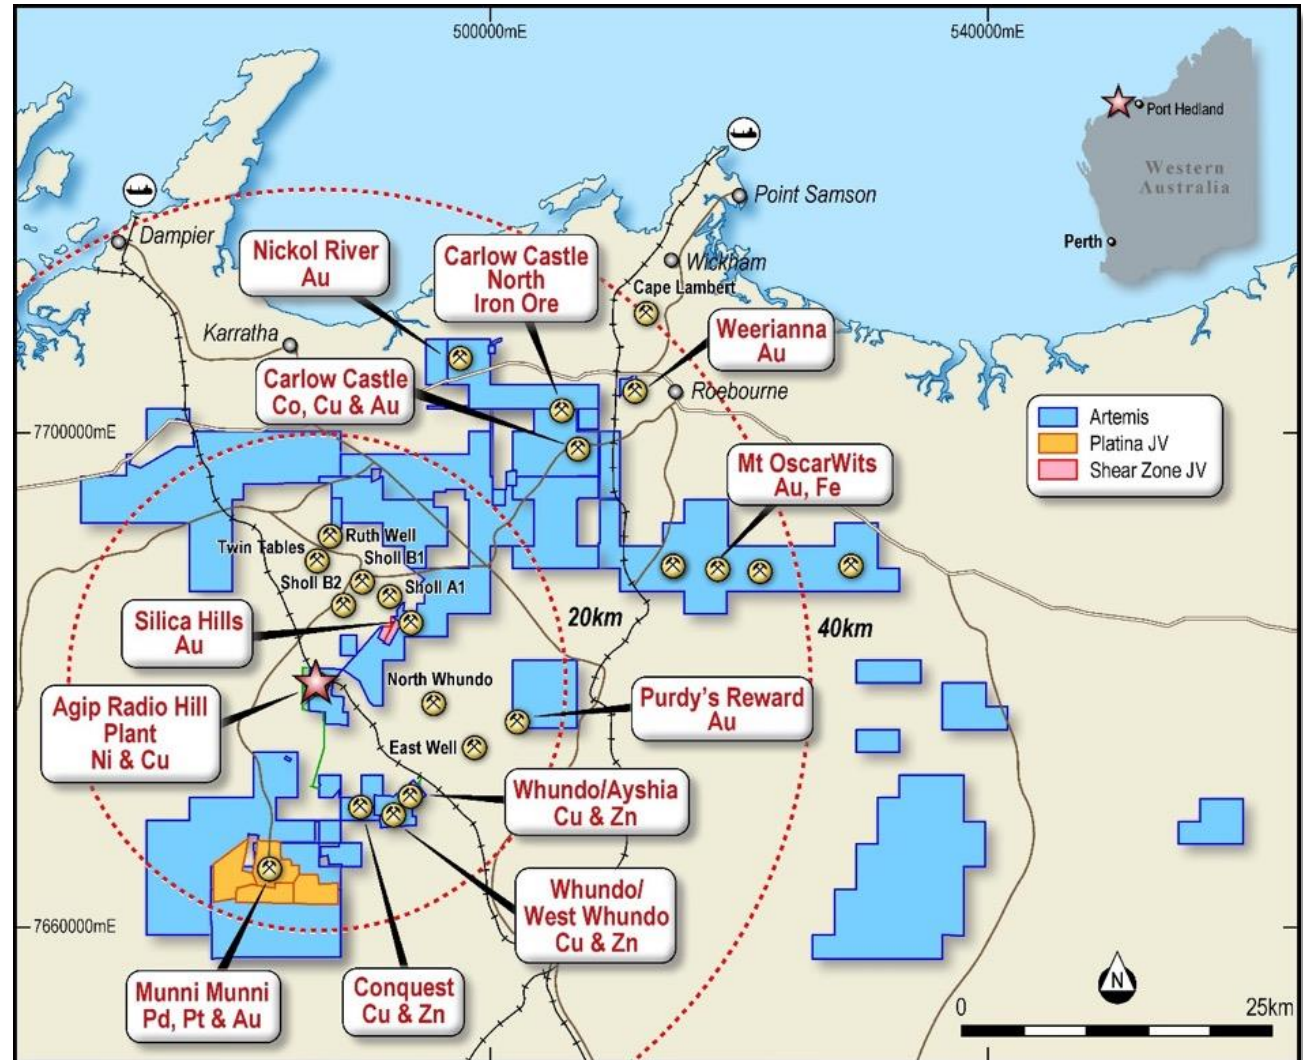 500000mE
540000mE
Port Hedland
Western
Australia
Perth
Point Samson
Dampier
Nickol River
Au
Carlow Castle
North
Iron Ore
Wickham
Cape Lambert
Weerianna
Au
Karratha
Carlow Castle
Co, Cu & Au
Roebourne
Artemis
Platina JV
Shear Zone JV
7700000mE
Mt OscarWits
Au, Fe
Ruth Well
Twin Tables
Sholl B1
Sholl B2
Sholl A1
Silica Hills
Au
20km
40km
North Whundo
Agip Radio Hill
Plant
Ni & Cu
Purdy's Reward
Au
East Well
Whundo/Ayshia
Cu & Zn
Whundo/
West Whundo
Cu & Zn
7660000mE
Munni Munni
Pd, Pt & Au
Conquest
Cu & Zn
N
0
25km